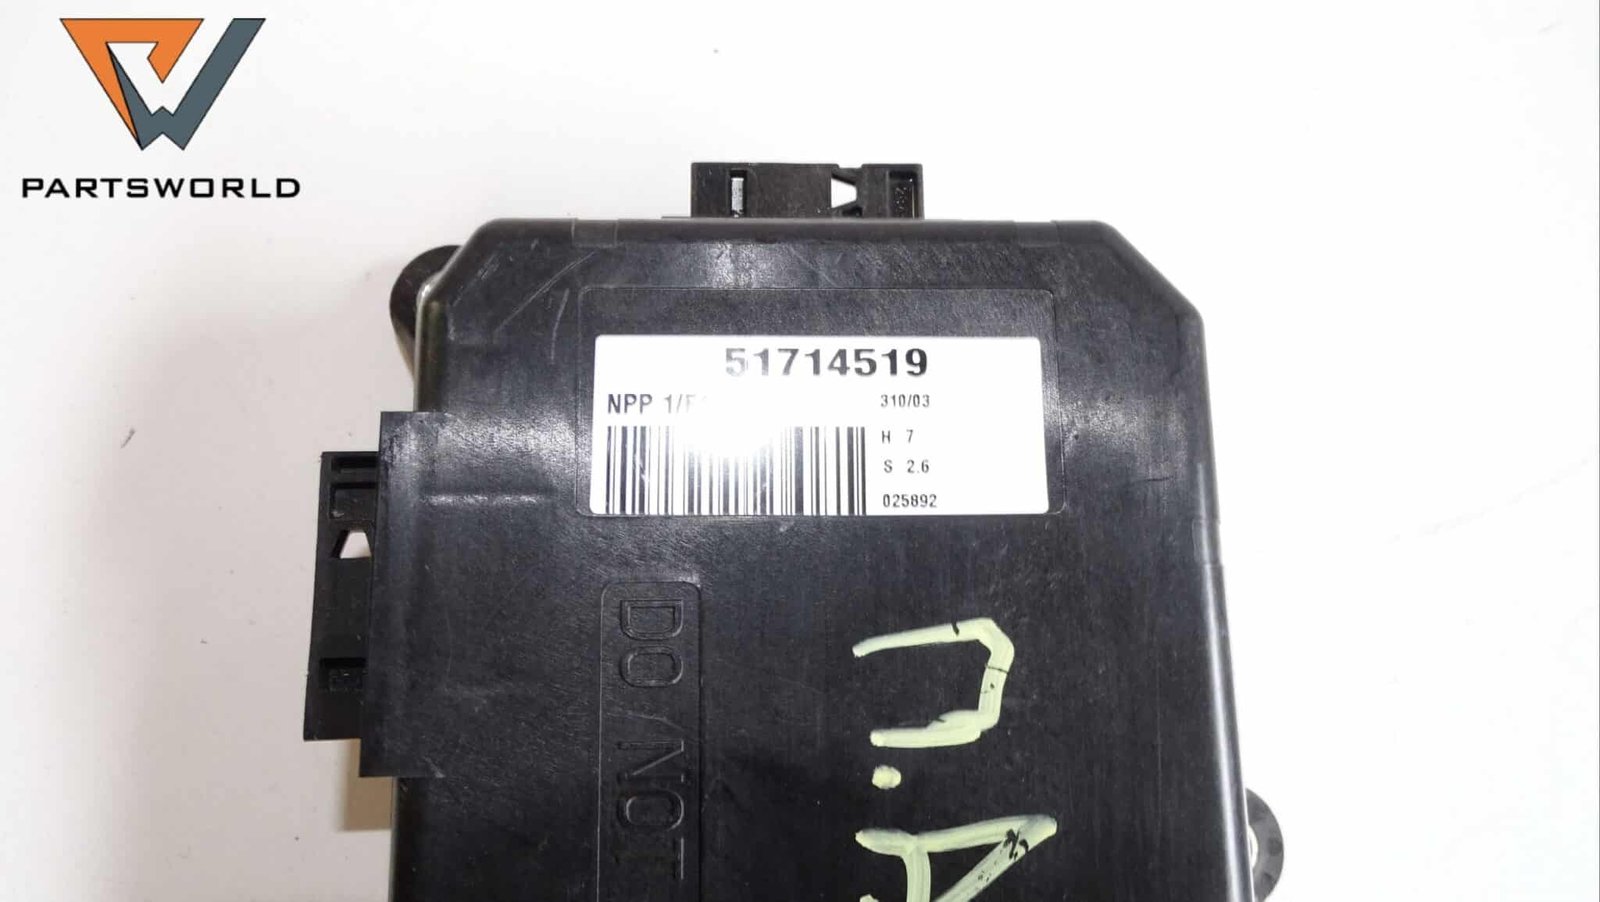 PARTSWORLD
51714519
NPP 1/
310/03
H 7
S 2.6
025892
DO NOT